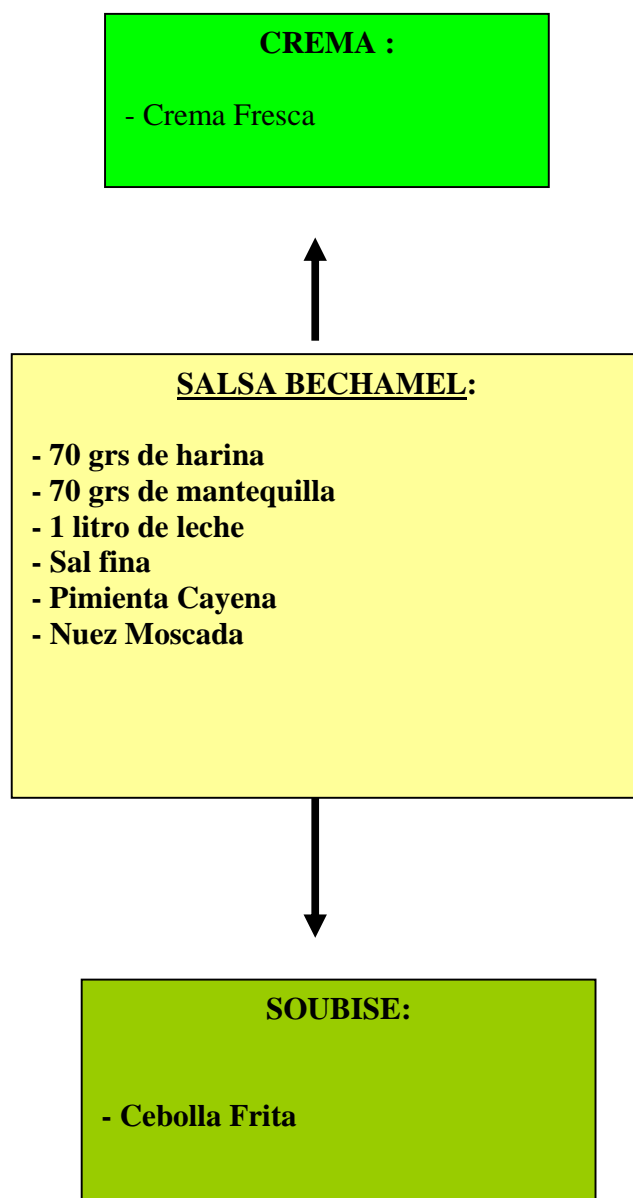 CREMA :
- Crema Fresca
SALSA BECHAMEL:
- 70 grs de harina
- 70 grs de mantequilla
- 1 litro de leche
- Sal fina
- Pimienta Cayena
- Nuez Moscada
SOUBISE:
- Cebolla Frita